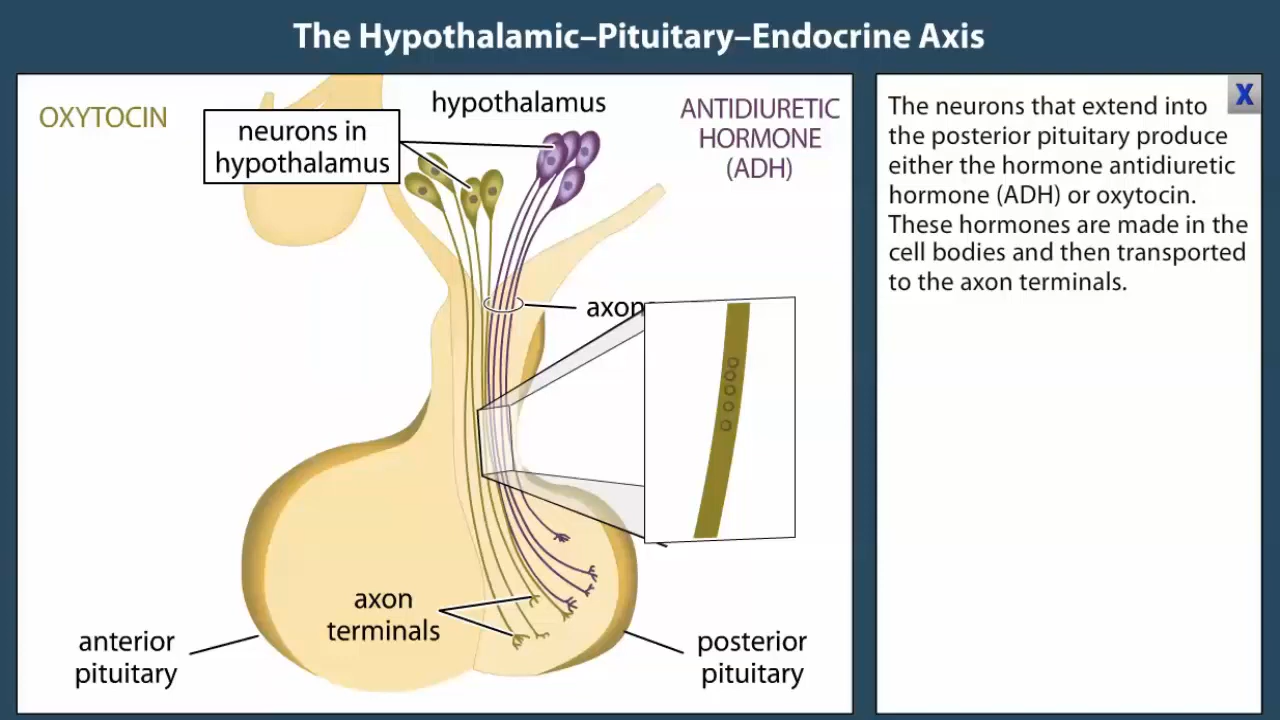 The Hypothalamic–Pituitary–Endocrine Axis
OXYTOCIN
neurons in
hypothalamus
hypothalamus
ANTIDIURETIC
HORMONE
(ADH)
axon
axon
terminals
anterior
pituitary
posterior
pituitary
X
The neurons that extend into
the posterior pituitary produce
either the hormone antidiuretic
hormone (ADH) or oxytocin.
These hormones are made in the
cell bodies and then transported
to the axon terminals.